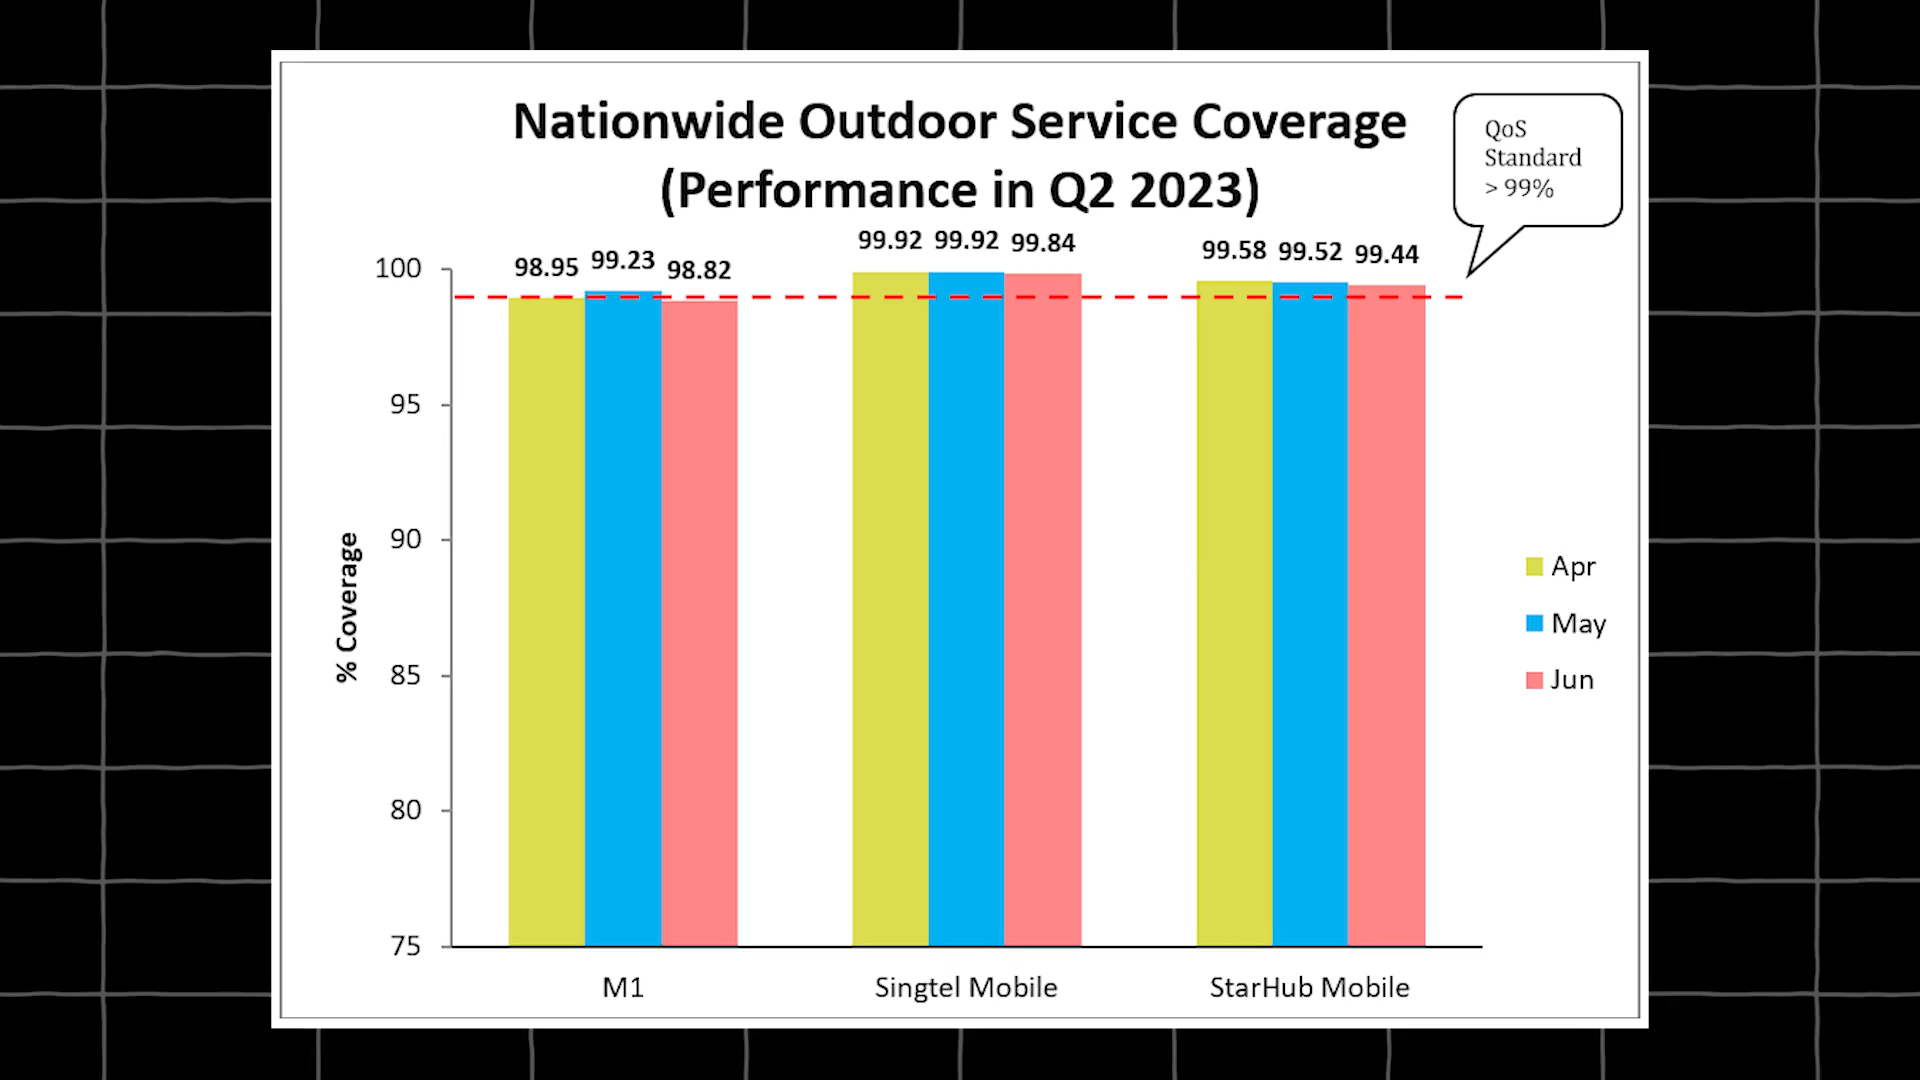 Nationwide Outdoor Service Coverage
(Performance in Q2 2023)
QoS
Standard
> 99%
98.95 99.23 98.82
99.92 99.92 99.84
99.58 99.52 99.44
100
95
90
85
80
75
% Coverage
Apr
May
Jun
M1
Singtel Mobile
StarHub Mobile